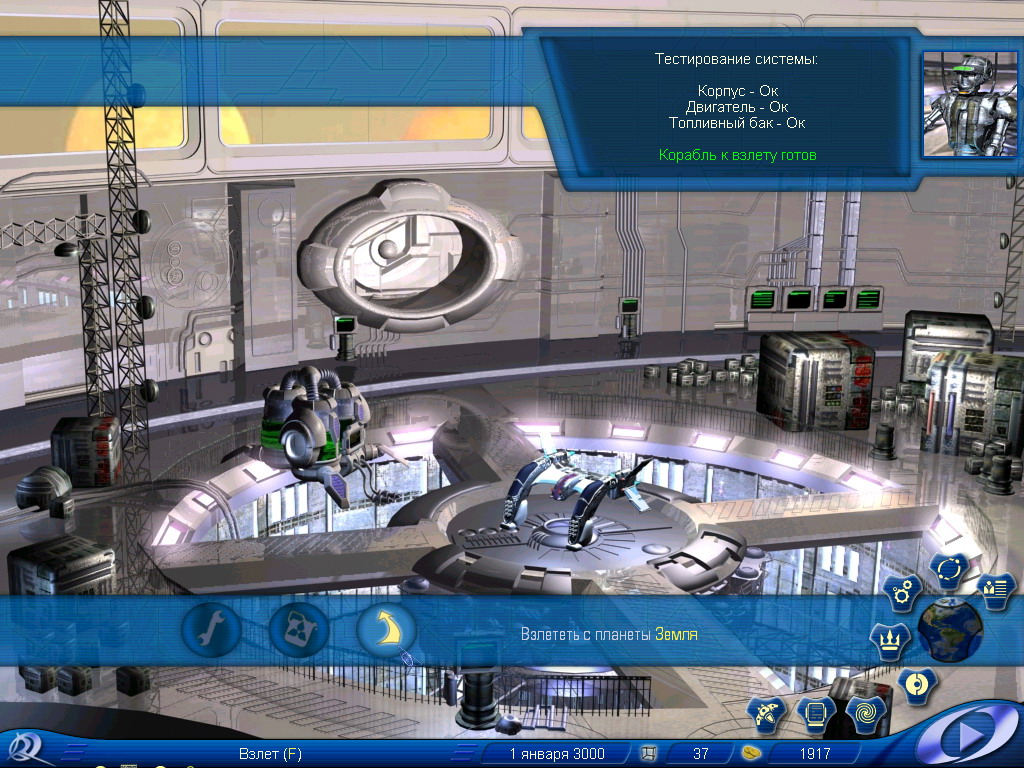 Тестирование системы:
Корпус - Ок
Двигатель - Ок
Топливный бак - Ок
Корабль к взлету готов
Взлететь с планеты Земля
Взлет (F)
1 января 3000
37
1917